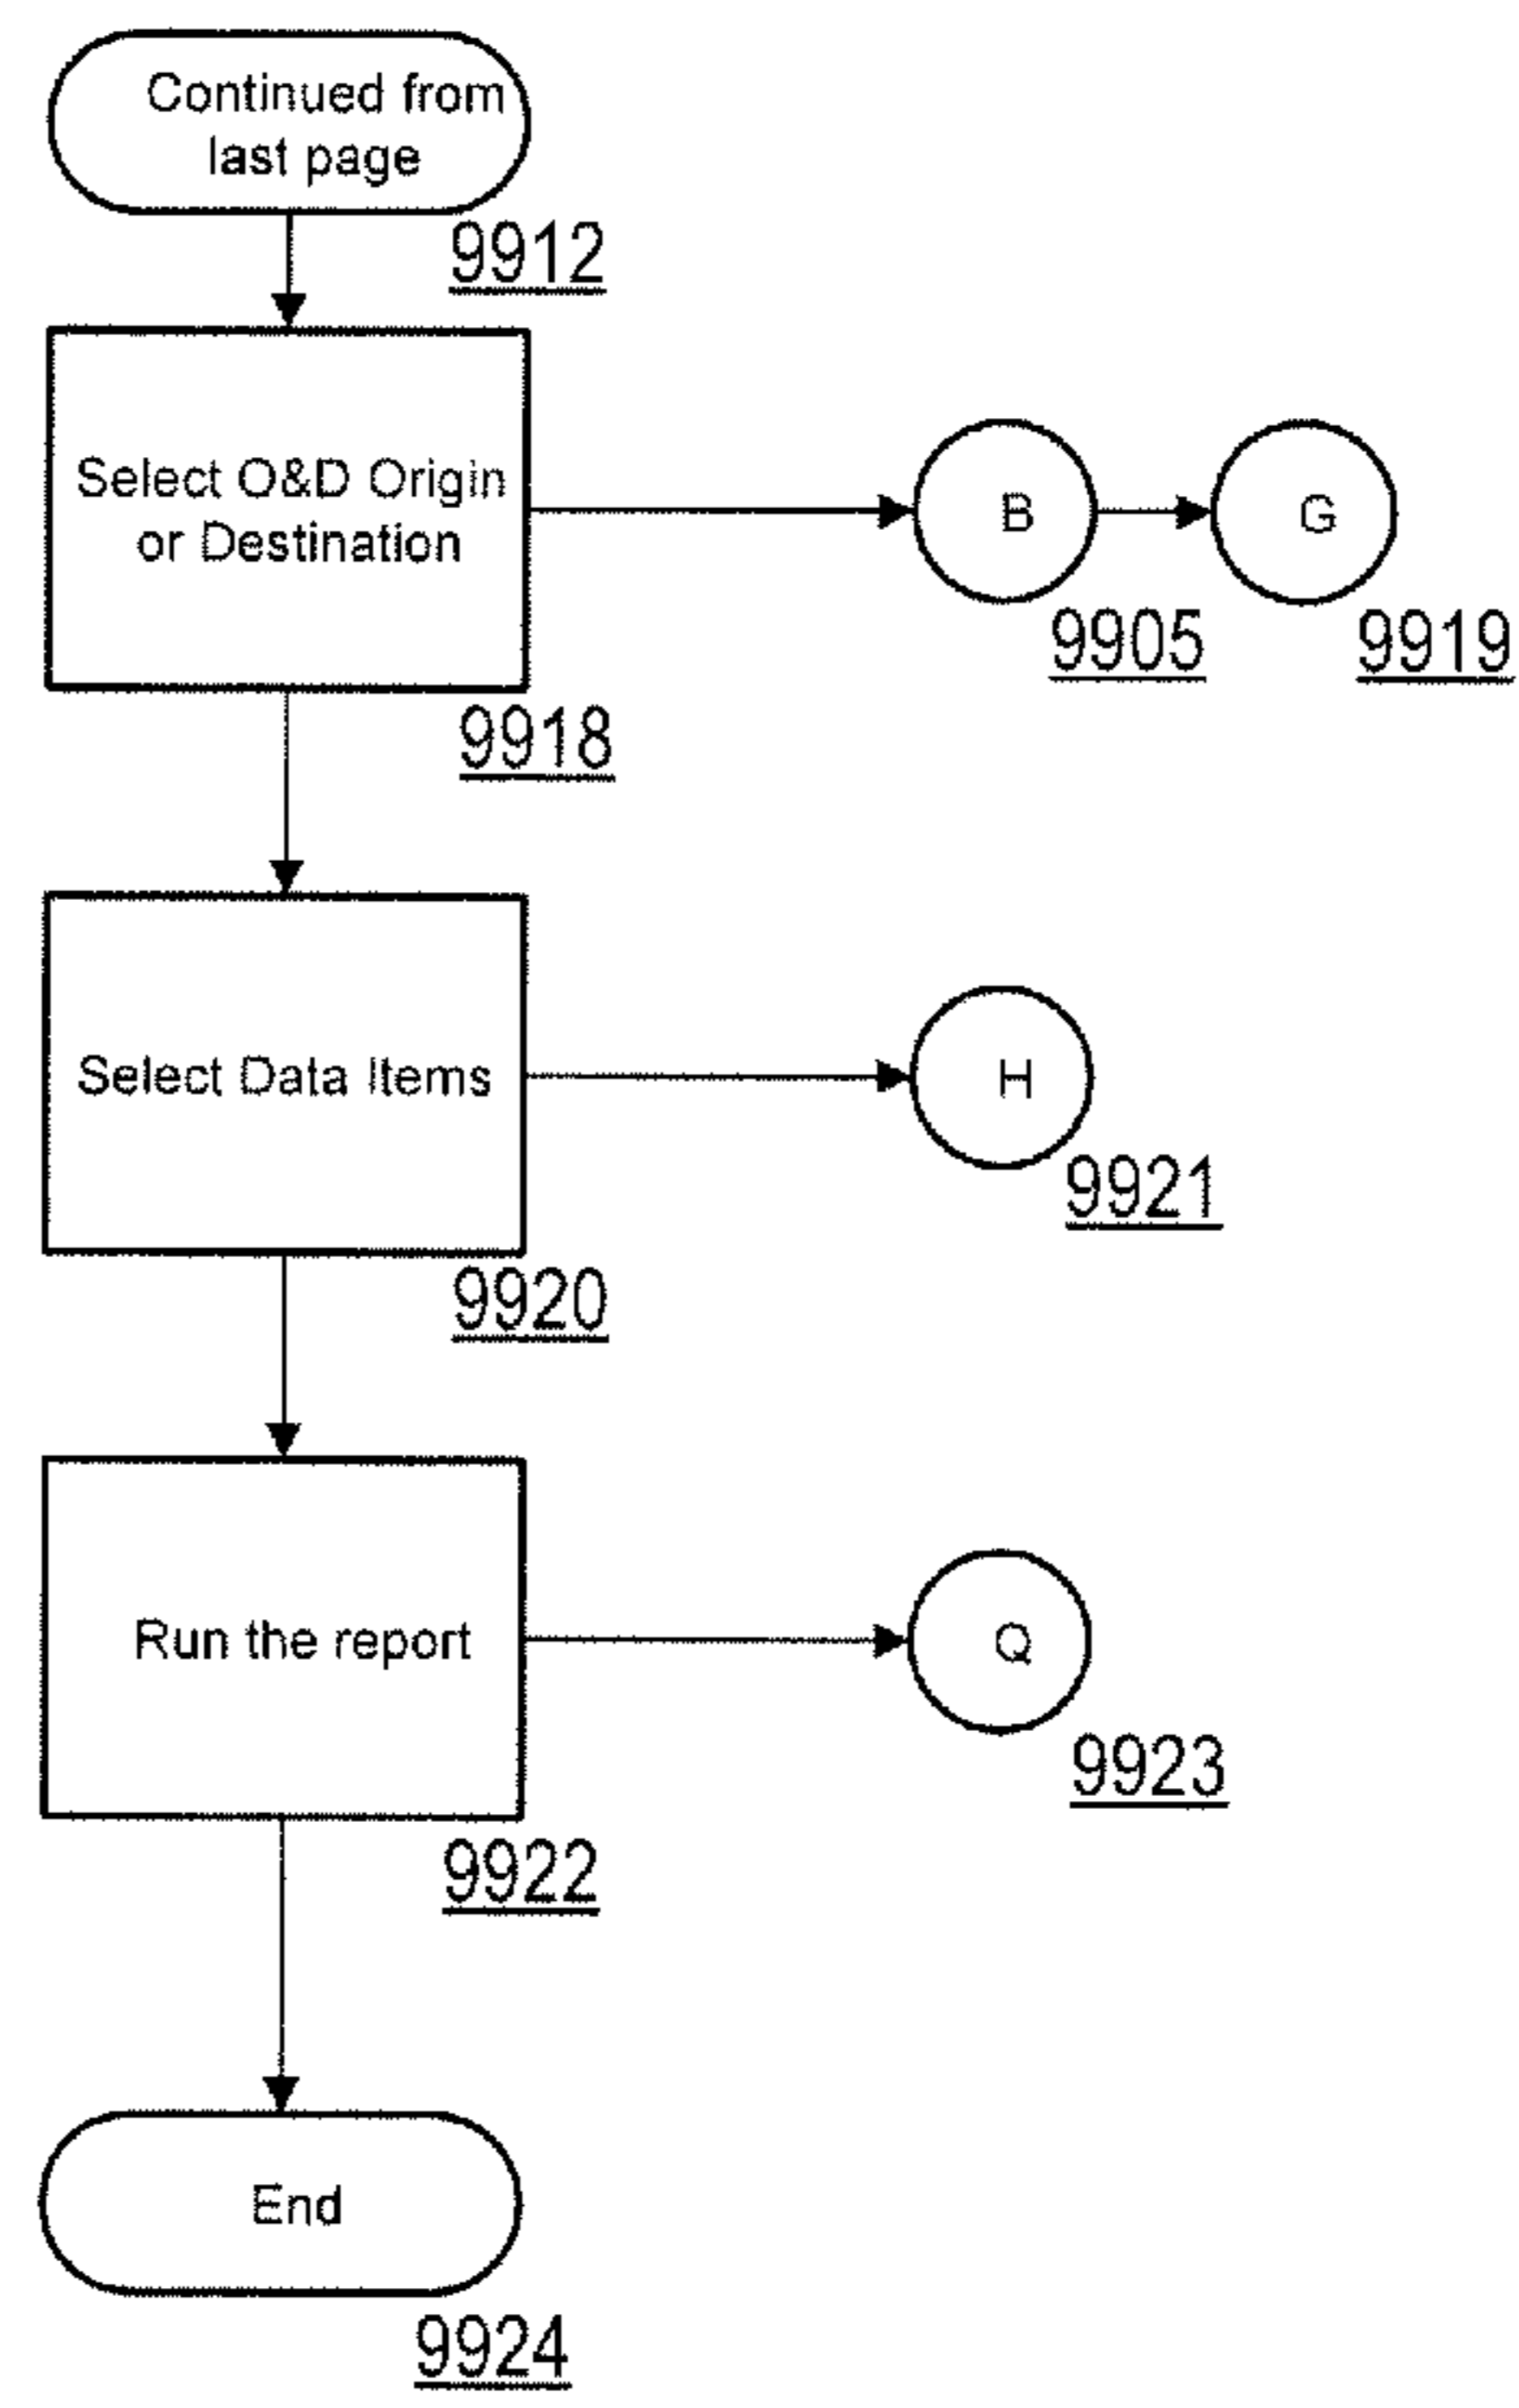 Continued from
last page
9912
Select O&D Origin
or Destination
B
G
9905
9919
9918
Select Data Items
H
9921
9920
Run the report
Q
9923
9922
End
9924